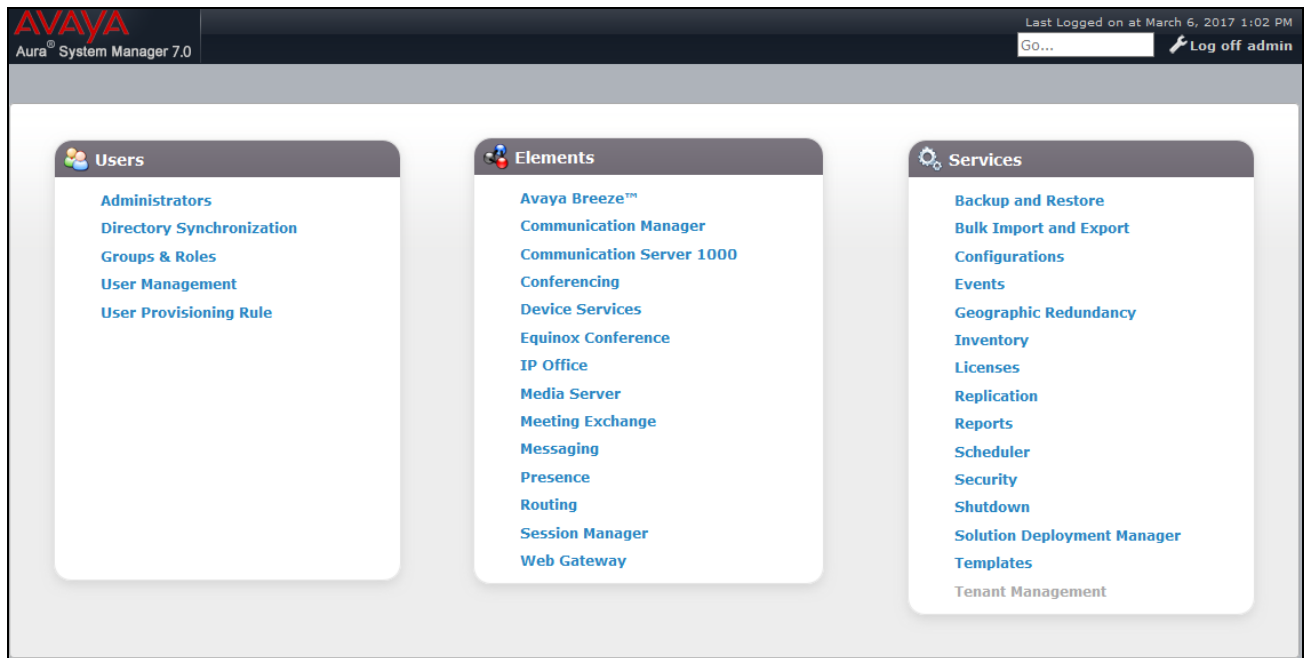 AVAYA
Aura® System Manager 7.0
Last Logged on at March 6, 2017 1:02 PM
Go...
Log off admin
Users
Administrators
Directory Synchronization
Groups & Roles
User Management
User Provisioning Rule
Elements
Avaya Breeze™
Communication Manager
Communication Server 1000
Conferencing
Device Services
Equinox Conference
IP Office
Media Server
Meeting Exchange
Messaging
Presence
Routing
Session Manager
Web Gateway
Services
Backup and Restore
Bulk Import and Export
Configurations
Events
Geographic Redundancy
Inventory
Licenses
Replication
Reports
Scheduler
Security
Shutdown
Solution Deployment Manager
Templates
Tenant Management